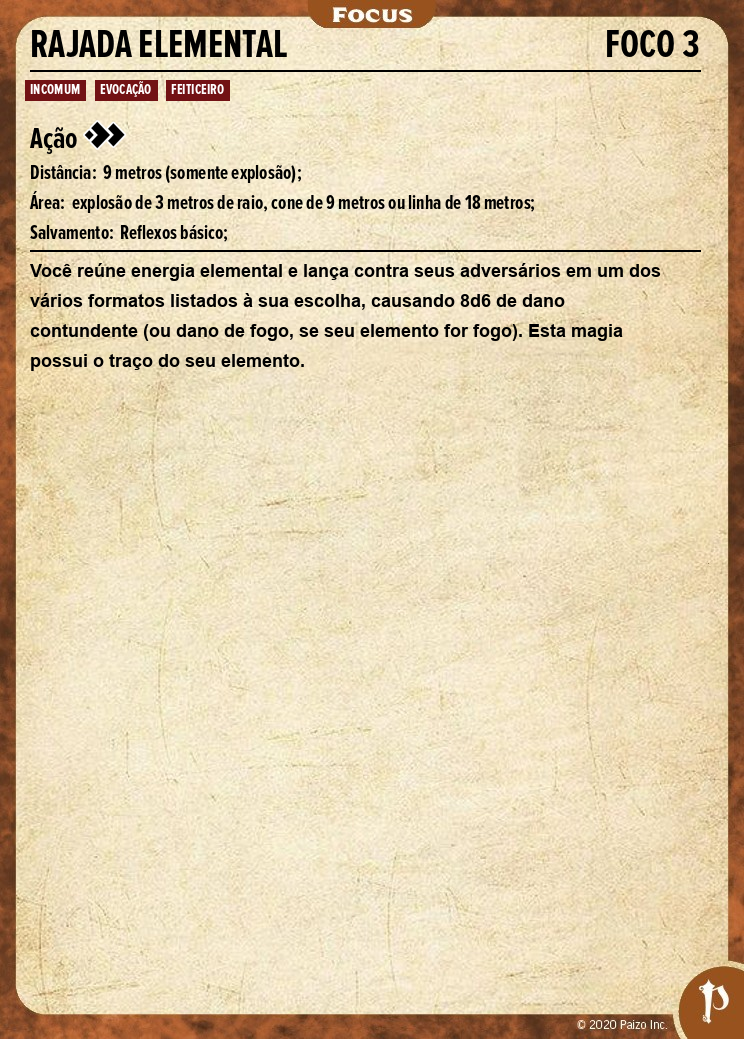 Focus
RAJADA ELEMENTAL FOCO 3
INCOMUM EVOCAÇÃO FEITICEIRO
Ação
Distância: 9 metros (somente explosão);
Área: explosão de 3 metros de raio, cone de 9 metros ou linha de 18 metros;
Salvamento: Reflexos básico;
Você reúne energia elemental e lança contra seus adversários em um dos
vários formatos listados à sua escolha, causando 8d6 de dano
contundente (ou dano de fogo, se seu elemento for fogo). Esta magia
possui o traço do seu elemento.
© 2020 Paizo Inc.
P